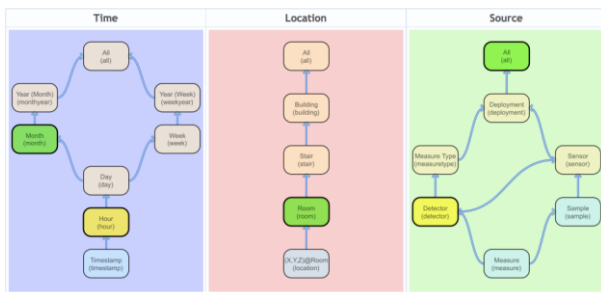 Time
Location
Source
All
(all)
Year (Month)
(monthyear)
Year (Week)
(weekyear)
Month
(month)
Week
(week)
Day
(day)
Hour
(hour)
Timestamp
(timestamp)
All
(all)
Building
(building)
Stair
(stair)
Room
(room)
(X,Y,Z)@Room
(location)
All
(all)
Deployment
(deployment)
Measure Type
(measuretype)
Sensor
(sensor)
Detector
(detector)
Sample
(sample)
Measure
(measure)